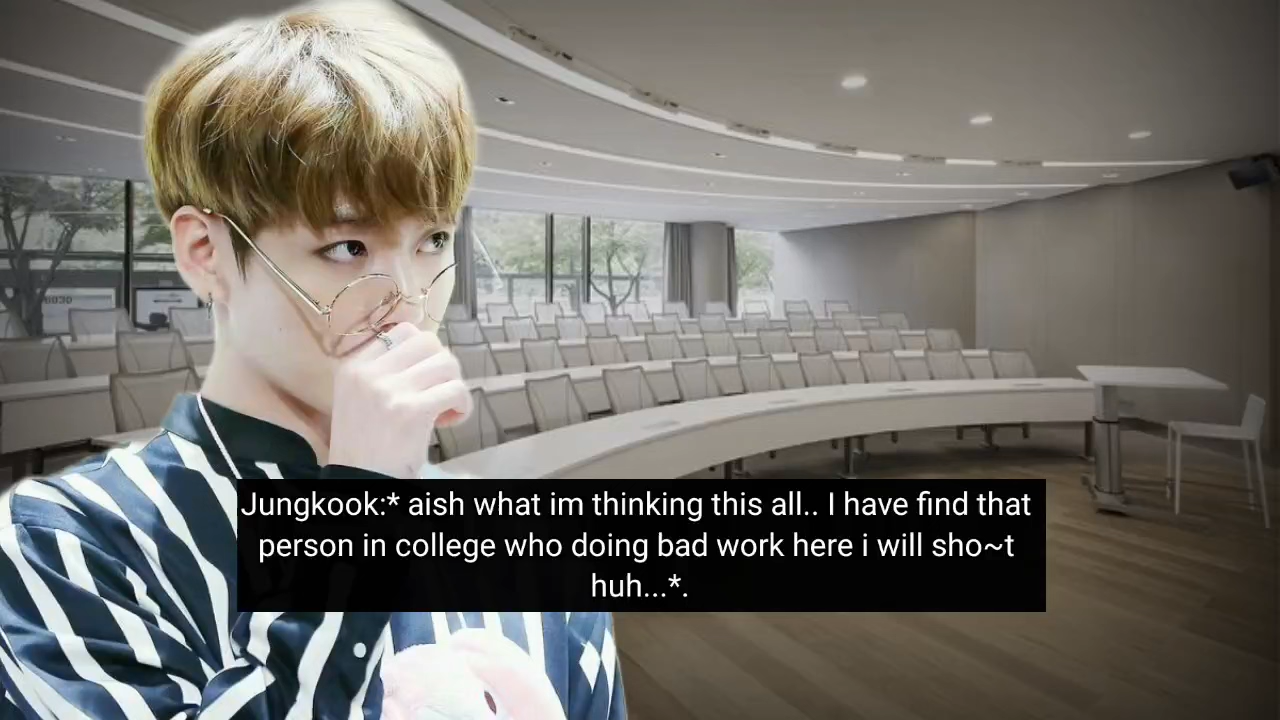 Jungkook:* aish what im thinking this all.. I have find that
person in college who doing bad work here i will sho~t
huh...*.